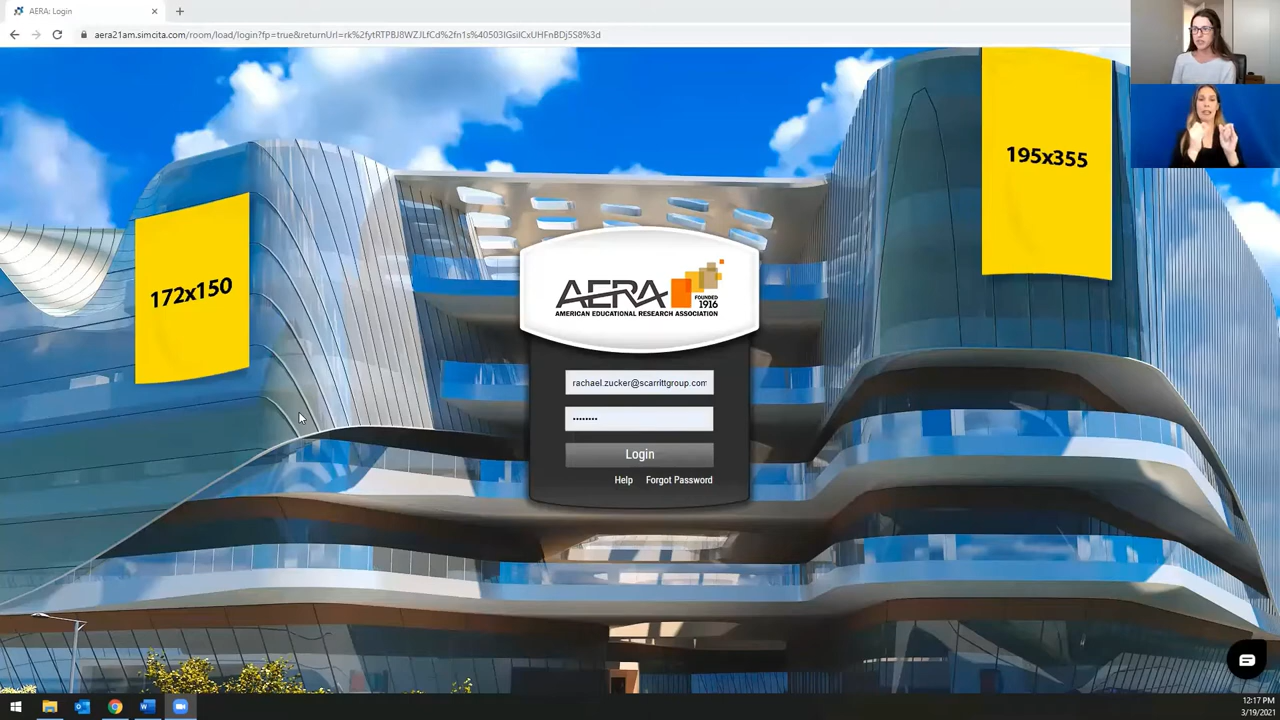 AERA: Login
aera21am.simcita.com/room/load/login?fp=true&returnUrl=rk%2fytRTPBJ8WZJLfCd%2fn1s%40Sh8GsilCxUHFnBDj5S8%3d
172x150
195x355
AERA
FOUNDED
1916
AMERICAN EDUCATIONAL RESEARCH ASSOCIATION
rachael.zucker@scarrittgroup.com
Login
Help Forgot Password
12:17 PM
3/19/2021